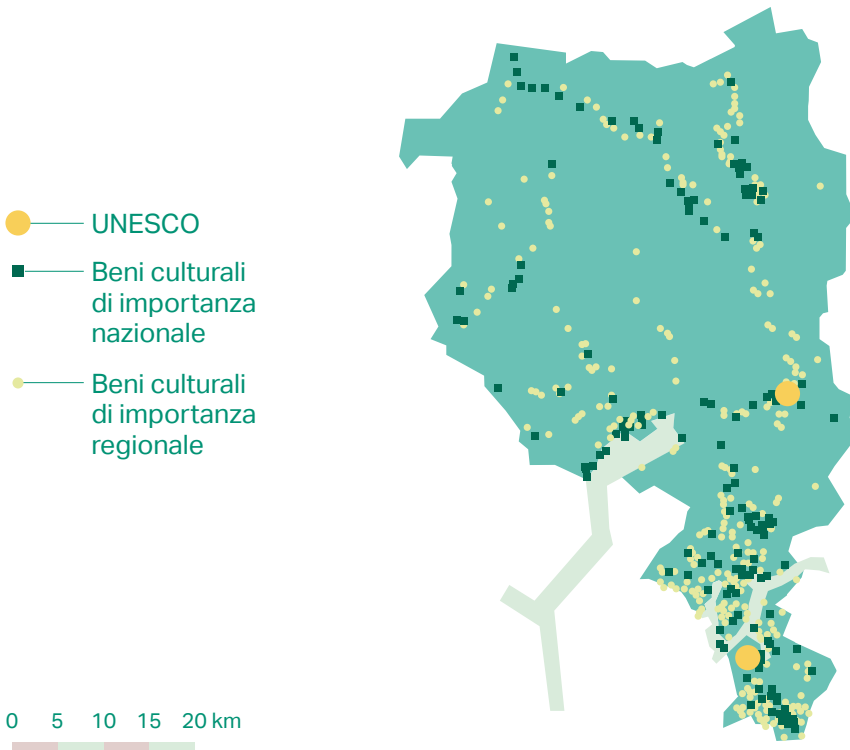 UNESCO
Beni culturali
di importanza
nazionale
Beni culturali
di importanza
regionale
0 5 10 15 20 km